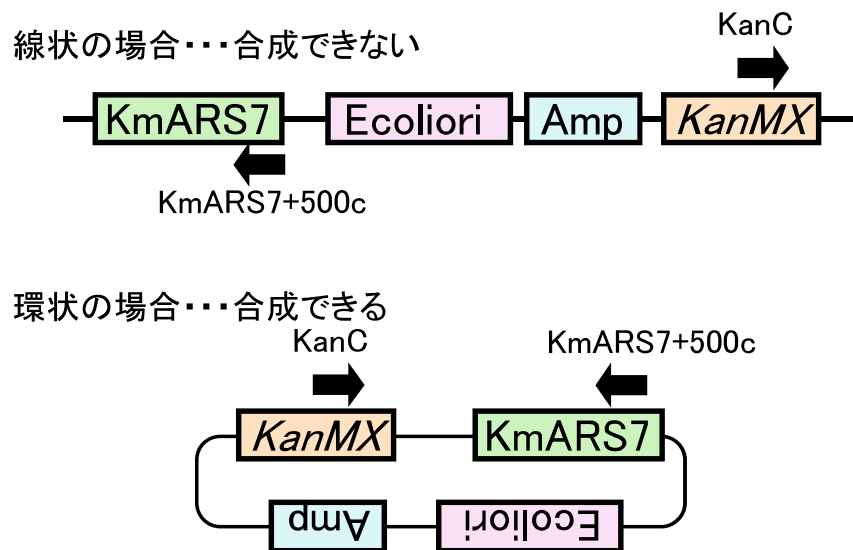 KanC
線状の場合・・・合成できない
KmARS7 Ecoliori Amp KanMX
KmARS7+500c
環状の場合・・・合成できる
KanC KmARS7+500c
KanMX KmARS7
Amp Ecoliori